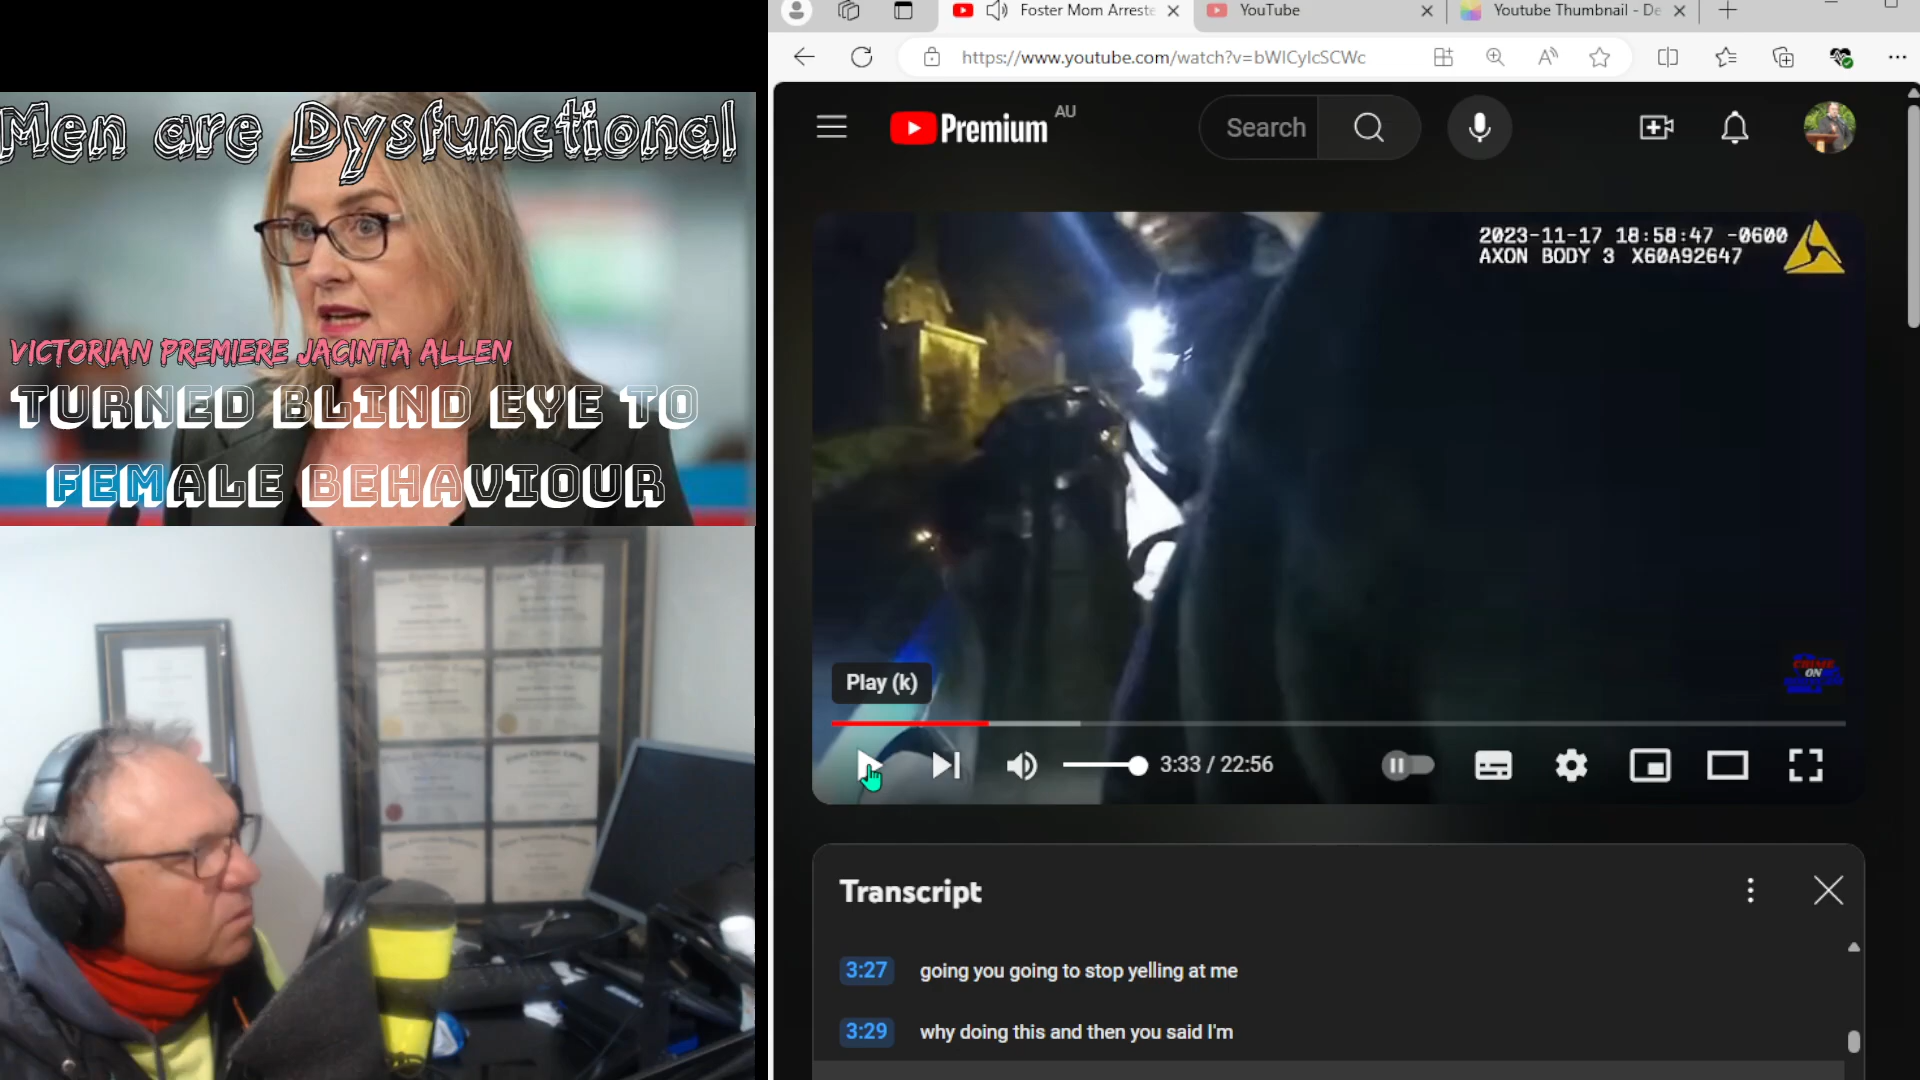 Men are Dysfunctional
VICTORIAN PREMIERE JACINTA ALLEN
TURNED BLIND EYE TO
FEMALE BEHAVIOUR
Foster Mom Arreste
YouTube
Youtube Thumbnail - De
https://www.youtube.com/watch?v=bWlCyIcSCWc
Premium AU
Search
2023-11-17 18:58:47 -0600
AXON BODY 3 X60A92647
CRIME
ON
Play (k)
3:33 / 22:56
Transcript
3:27 going you going to stop yelling at me
3:29 why doing this and then you said I'm